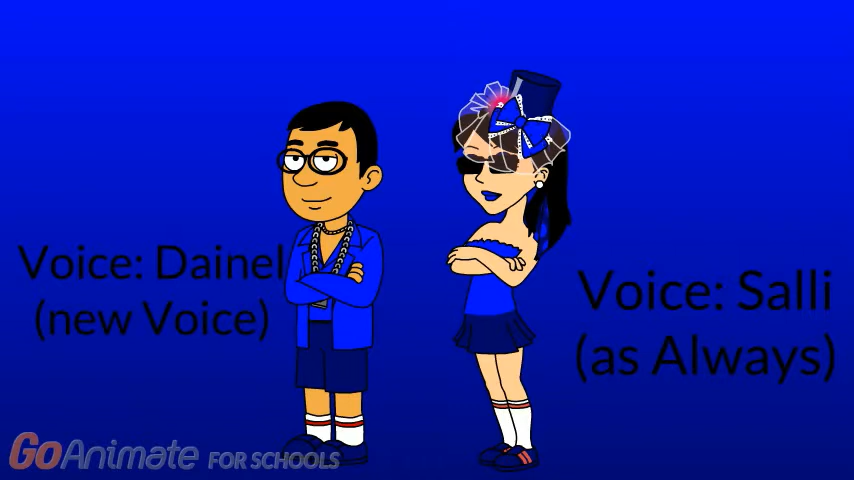 Voice: Dainel
(new Voice)
Voice: Salli
(as Always)
GoAnimate FOR SCHOOLS